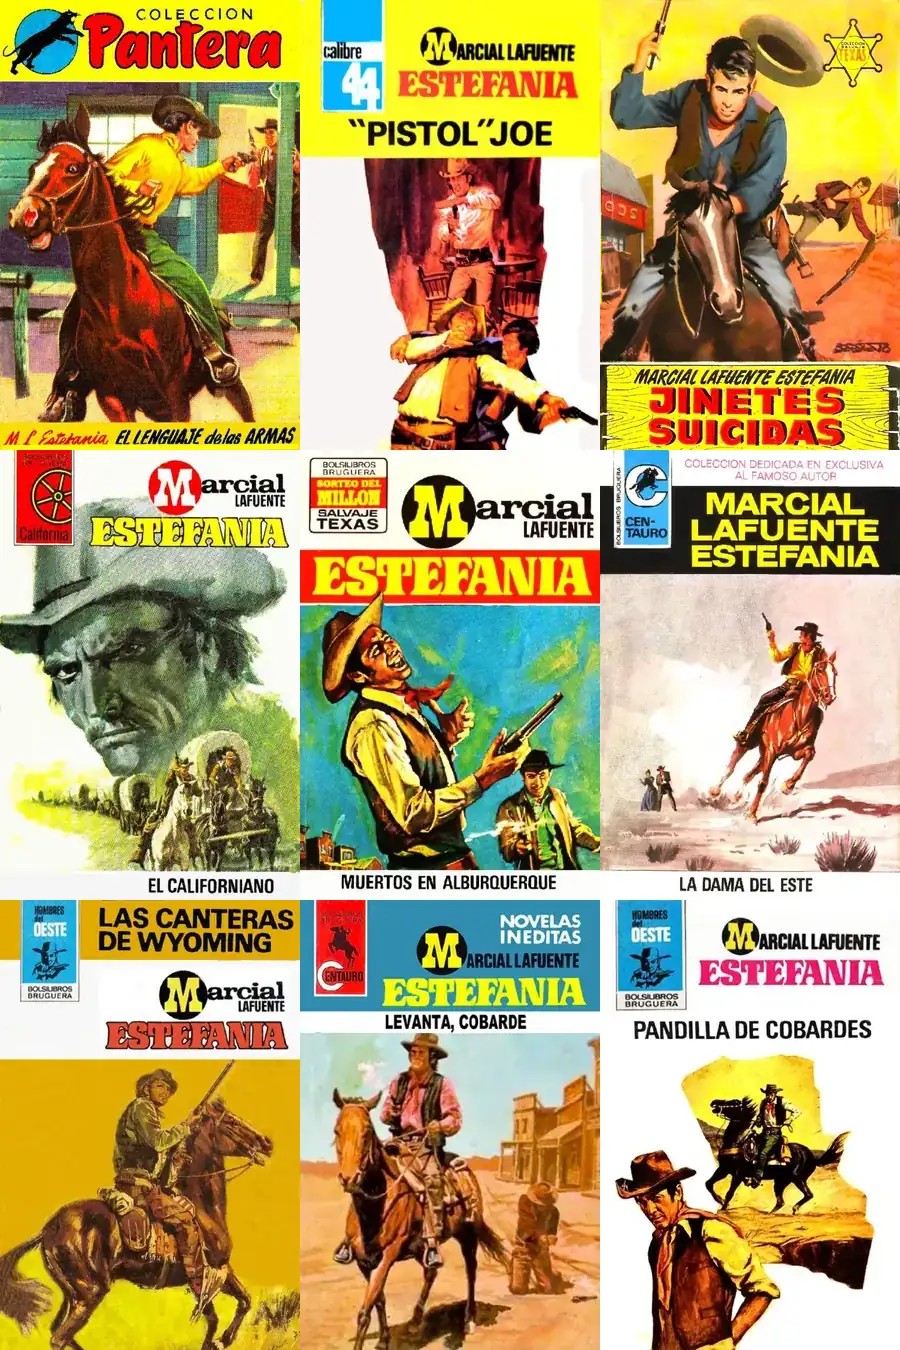 COLECCION
Pantera
M L Estefania, EL LENGUAJE de las ARMAS
calibre
44
MARCIAL LAFUENTE
ESTEFANIA
"PISTOL" JOE
TEXAS
MARCIAL LAFUENTE ESTEFANIA
JINETES
SUICIDAS
California
Marcial
LAFUENTE
ESTEFANIA
EL CALIFORNIANO
BOLSILIBROS
BRUGUERA
SORTEO DEL
MILLON
SALVAJE
TEXAS
Marcial
LAFUENTE
ESTEFANIA
MUERTOS EN ALBURQUERQUE
BOLSILIBROS BRUGUERA
CEN-
TAURO
COLECCION DEDICADA EN EXCLUSIVA
AL FAMOSO AUTOR
MARCIAL
LAFUENTE
ESTEFANIA
LA DAMA DEL ESTE
HOMBRES
del
OESTE
BOLSILIBROS
BRUGUERA
LAS CANTERAS
DE WYOMING
Marcial
LAFUENTE
ESTEFANIA
CENTAURO
NOVELAS
INEDITAS
MARCIAL LAFUENTE
ESTEFANIA
LEVANTA, COBARDE
HOMBRES
del
OESTE
BOLSILIBROS
BRUGUERA
MARCIAL LAFUENTE
ESTEFANIA
PANDILLA DE COBARDES